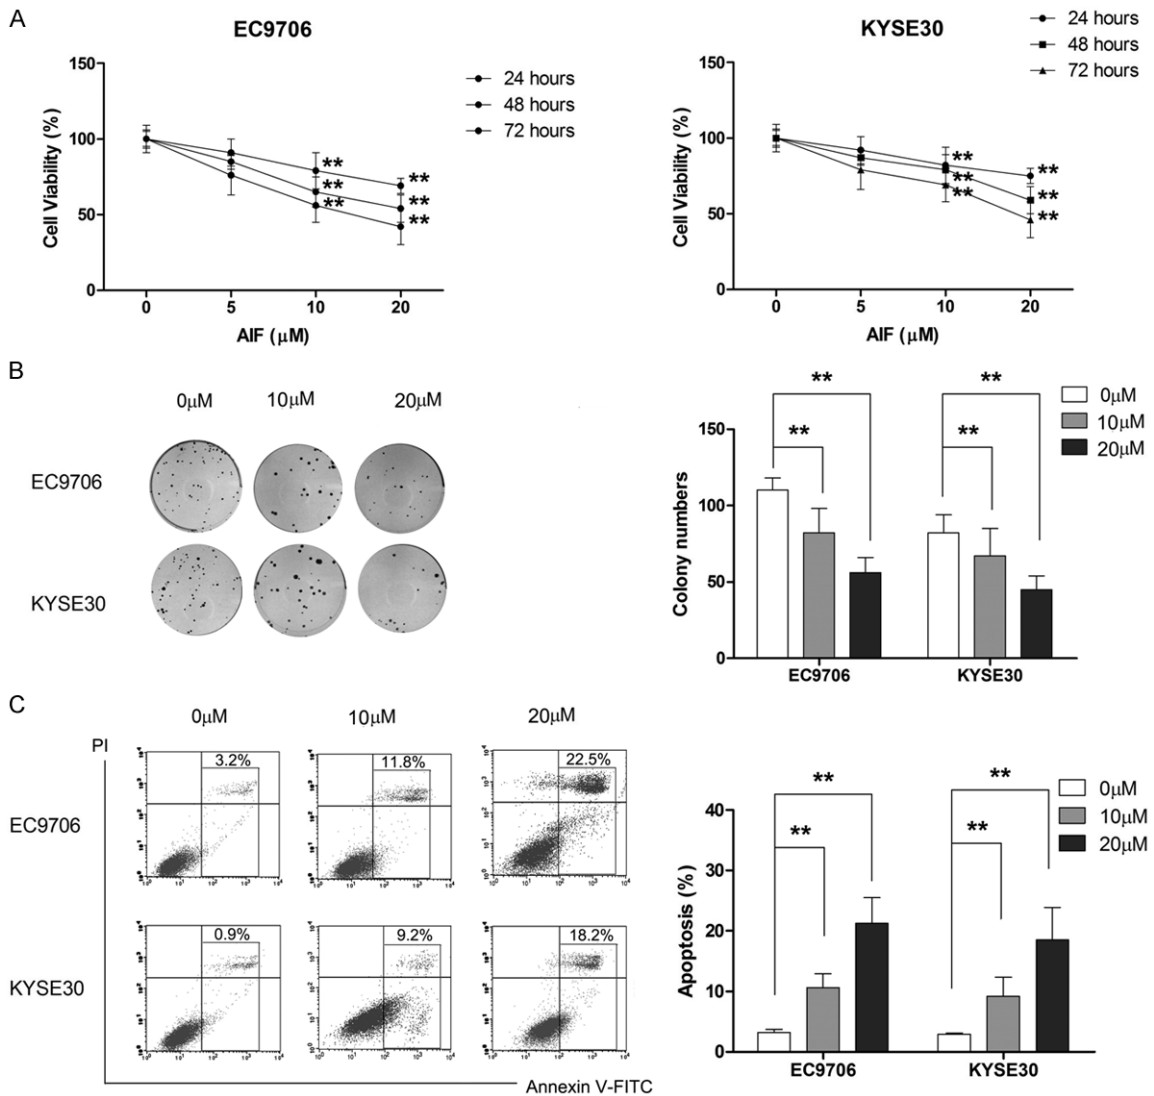 A
EC9706
150
100
50
0
Cell Viability (%)
0 5 10 20
AIF (μM)
24 hours
48 hours
72 hours
**
**
**
**
**
**
KYSE30
24 hours
48 hours
72 hours
150
100
50
0
Cell Viability (%)
0 5 10 20
AIF (μM)
**
**
**
**
**
**
B
0μM 10μM 20μM
EC9706
KYSE30
150
100
50
0
Colony numbers
** **
** **
EC9706 KYSE30
0μM
10μM
20μM
C
0μM 10μM 20μM
PI
EC9706
3.2% 11.8% 22.5%
KYSE30
0.9% 9.2% 18.2%
Annexin V-FITC
40
30
20
10
0
Apoptosis (%)
** **
** **
EC9706 KYSE30
0μM
10μM
20μM